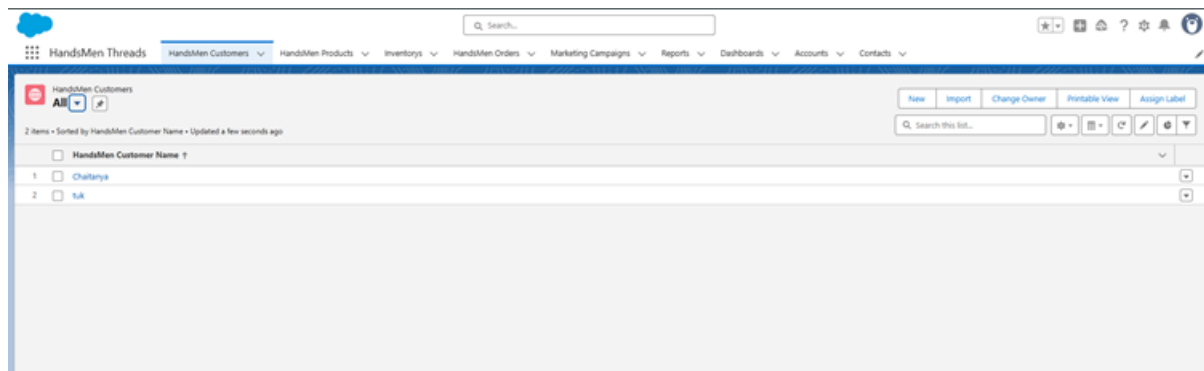 Search...
HandsMen Threads HandsMen Customers HandsMen Products Inventorys HandsMen Orders Marketing Campaigns Reports Dashboards Accounts Contacts
HandsMen Customers
All
New Import Change Owner Printable View Assign Label
2 items • Sorted by HandsMen Customer Name • Updated a few seconds ago
Search this list...
HandsMen Customer Name ↑
1 Chaitanya
2 tuk